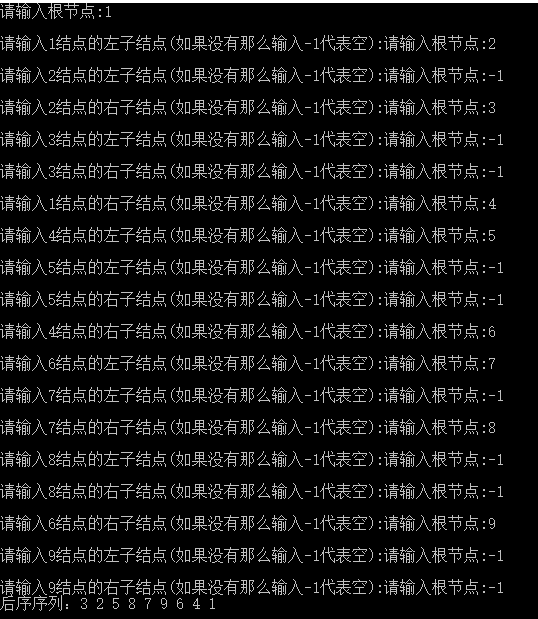 请输入根节点:1
请输入1结点的左子结点(如果没有那么输入-1代表空):请输入根节点:2
请输入2结点的左子结点(如果没有那么输入-1代表空):请输入根节点:-1
请输入2结点的右子结点(如果没有那么输入-1代表空):请输入根节点:3
请输入3结点的左子结点(如果没有那么输入-1代表空):请输入根节点:-1
请输入3结点的右子结点(如果没有那么输入-1代表空):请输入根节点:-1
请输入1结点的右子结点(如果没有那么输入-1代表空):请输入根节点:4
请输入4结点的左子结点(如果没有那么输入-1代表空):请输入根节点:5
请输入5结点的左子结点(如果没有那么输入-1代表空):请输入根节点:-1
请输入5结点的右子结点(如果没有那么输入-1代表空):请输入根节点:-1
请输入4结点的右子结点(如果没有那么输入-1代表空):请输入根节点:6
请输入6结点的左子结点(如果没有那么输入-1代表空):请输入根节点:7
请输入7结点的左子结点(如果没有那么输入-1代表空):请输入根节点:-1
请输入7结点的右子结点(如果没有那么输入-1代表空):请输入根节点:8
请输入8结点的左子结点(如果没有那么输入-1代表空):请输入根节点:-1
请输入8结点的右子结点(如果没有那么输入-1代表空):请输入根节点:-1
请输入6结点的右子结点(如果没有那么输入-1代表空):请输入根节点:9
请输入9结点的左子结点(如果没有那么输入-1代表空):请输入根节点:-1
请输入9结点的右子结点(如果没有那么输入-1代表空):请输入根节点:-1
后序序列：3 2 5 8 7 9 6 4 1